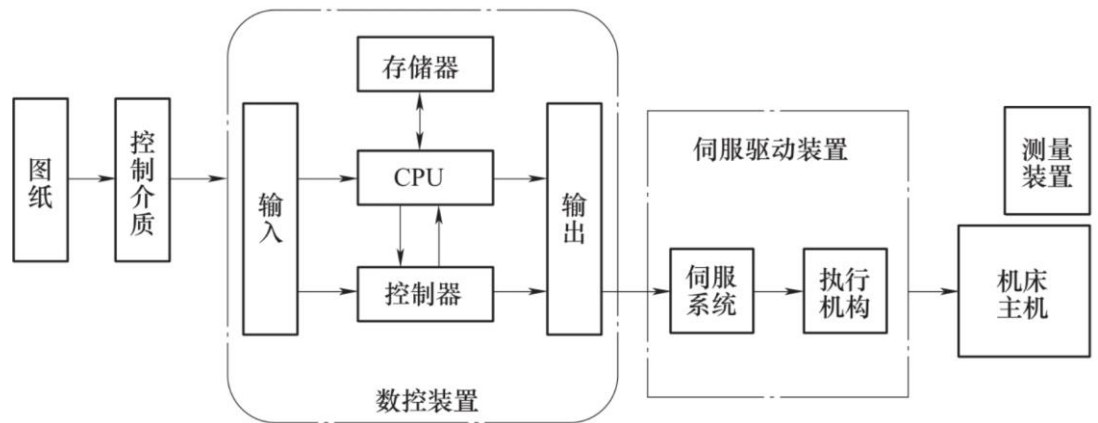 图纸
控制介质
输入
存储器
CPU
控制器
输出
数控装置
伺服驱动装置
伺服
系统
执行
机构
测量
装置
机床
主机